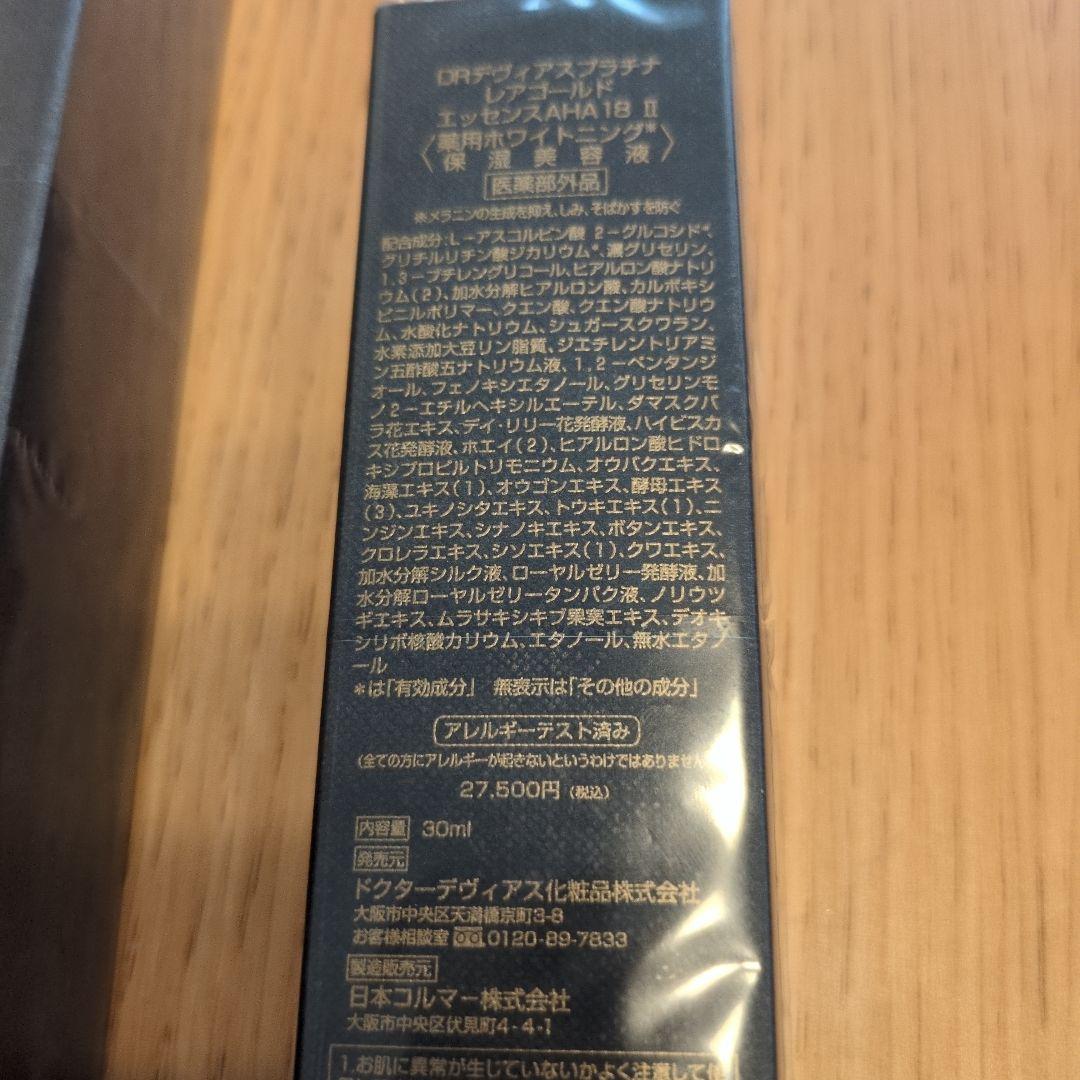 DRデヴィアスプラチナ
レアゴールド
エッセンスAHA18 Ⅱ
〈薬用ホワイトニング*
保湿美容液〉
医薬部外品
※メラニンの生成を抑え、しみ、そばかすを防ぐ
配合成分:L-アスコルビン酸 2-グルコシド*、
グリチルリチン酸ジカリウム*、濃グリセリン、
1,3-ブチレングリコール、ヒアルロン酸ナトリ
ウム(2)、加水分解ヒアルロン酸、カルボキシ
ビニルポリマー、クエン酸、クエン酸ナトリウ
ム、水酸化ナトリウム、シュガースクワラン、
水素添加大豆リン脂質、ジエチレントリアミ
ン五酢酸五ナトリウム液、1,2-ペンタンジ
オール、フェノキシエタノール、グリセリンモ
ノ2-エチルヘキシルエーテル、ダマスクバ
ラ花エキス、デイ・リリー花発酵液、ハイビスカ
ス花発酵液、ホエイ(2)、ヒアルロン酸ヒドロ
キシプロピルトリモニウム、オウバクエキス、
海藻エキス(1)、オウゴンエキス、酵母エキス
(3)、ユキノシタエキス、トウキエキス(1)、ニ
ンジンエキス、シナノキエキス、ボタンエキス、
クロレラエキス、シソエキス(1)、クワエキス、
加水分解シルク液、ローヤルゼリー発酵液、加
水分解ローヤルゼリータンパク液、ノリウツ
ギエキス、ムラサキシキブ果実エキス、デオキ
シリボ核酸カリウム、エタノール、無水エタノ
ール
*は「有効成分」 無表示は「その他の成分」
アレルギーテスト済み
(全ての方にアレルギーが起きないというわけではありません
27,500円(税込)
内容量 30ml
発売元
ドクターデヴィアス化粧品株式会社
大阪市中央区天満橋京町3-8
お客様相談室 0120-89-7833
製造販売元
日本コルマー株式会社
大阪市中央区伏見町4-4-1
1.お肌に異常が生じていないかよく注意して使